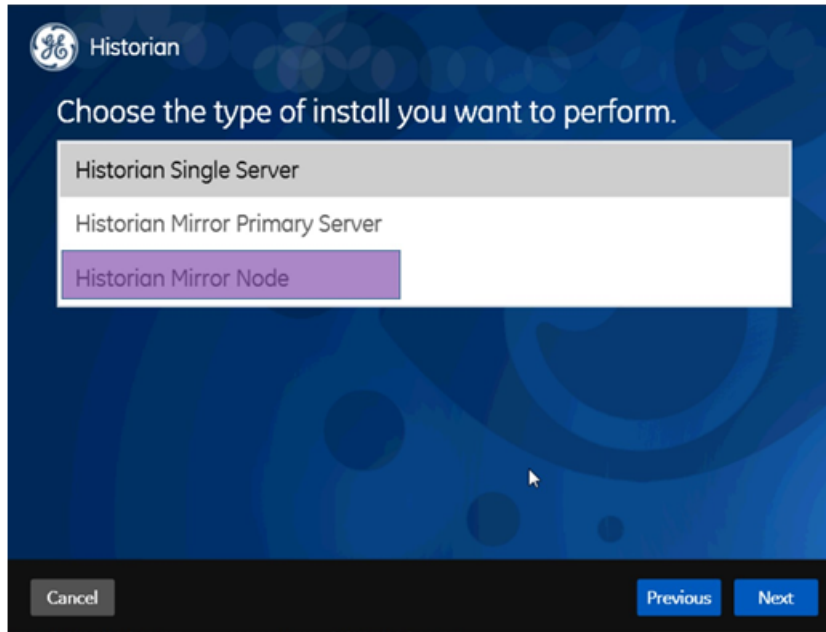 Historian
Choose the type of install you want to perform.
Historian Single Server
Historian Mirror Primary Server
Historian Mirror Node
Cancel
Previous
Next